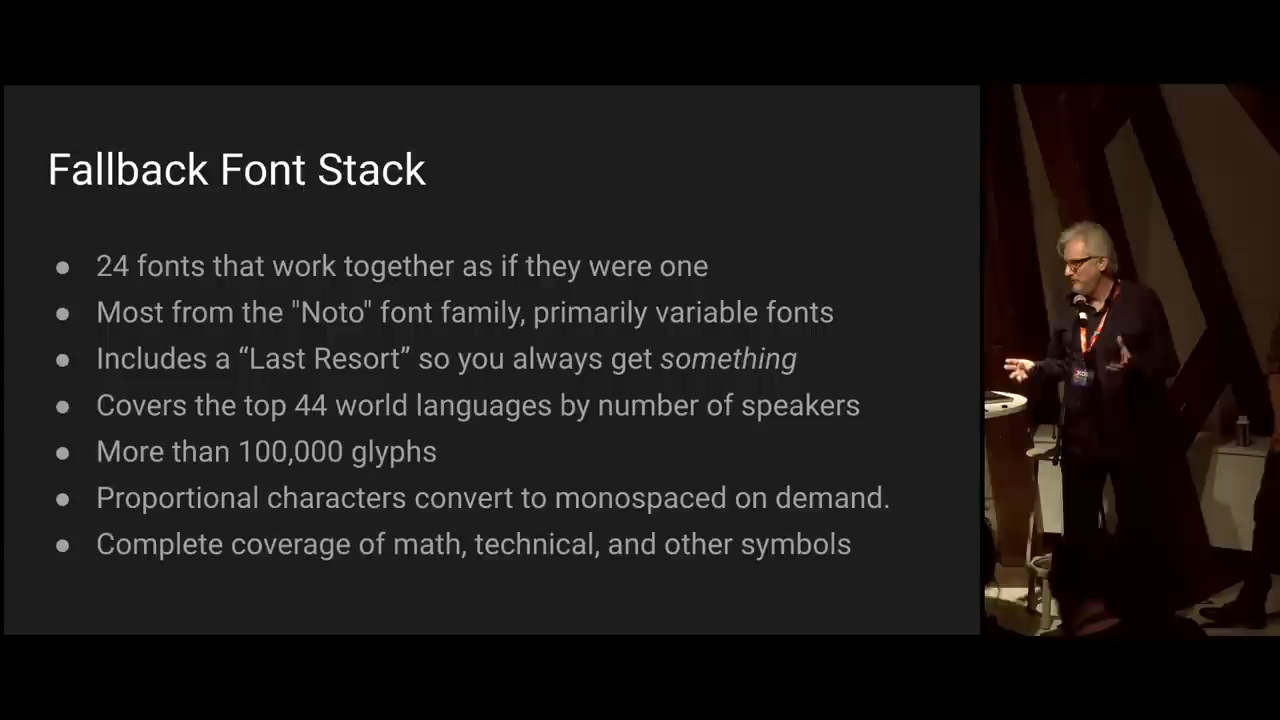 Fallback Font Stack
● 24 fonts that work together as if they were one
● Most from the "Noto" font family, primarily variable fonts
● Includes a “Last Resort” so you always get something
● Covers the top 44 world languages by number of speakers
● More than 100,000 glyphs
● Proportional characters convert to monospaced on demand.
● Complete coverage of math, technical, and other symbols